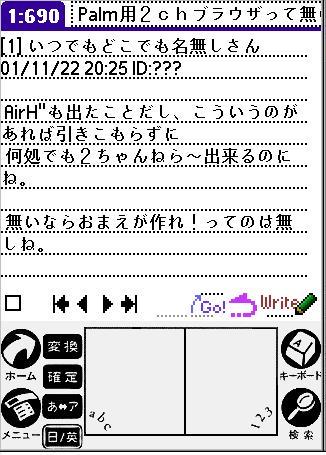 1:690 Palm用２ｃｈブラウザって無い
[1] いつでもどこでも名無しさん
01/11/22 20:25 ID:???
AirH"も出たことだし、こういうのが
あれば引きこもらずに
何処でも２ちゃんねら～出来るのに
ね。
無いならおまえが作れ！ってのは無
しね。
Go! Write
変換
ホーム 確定 キーボード
あ↔ア
メニュー 日/英 abc 123 検索